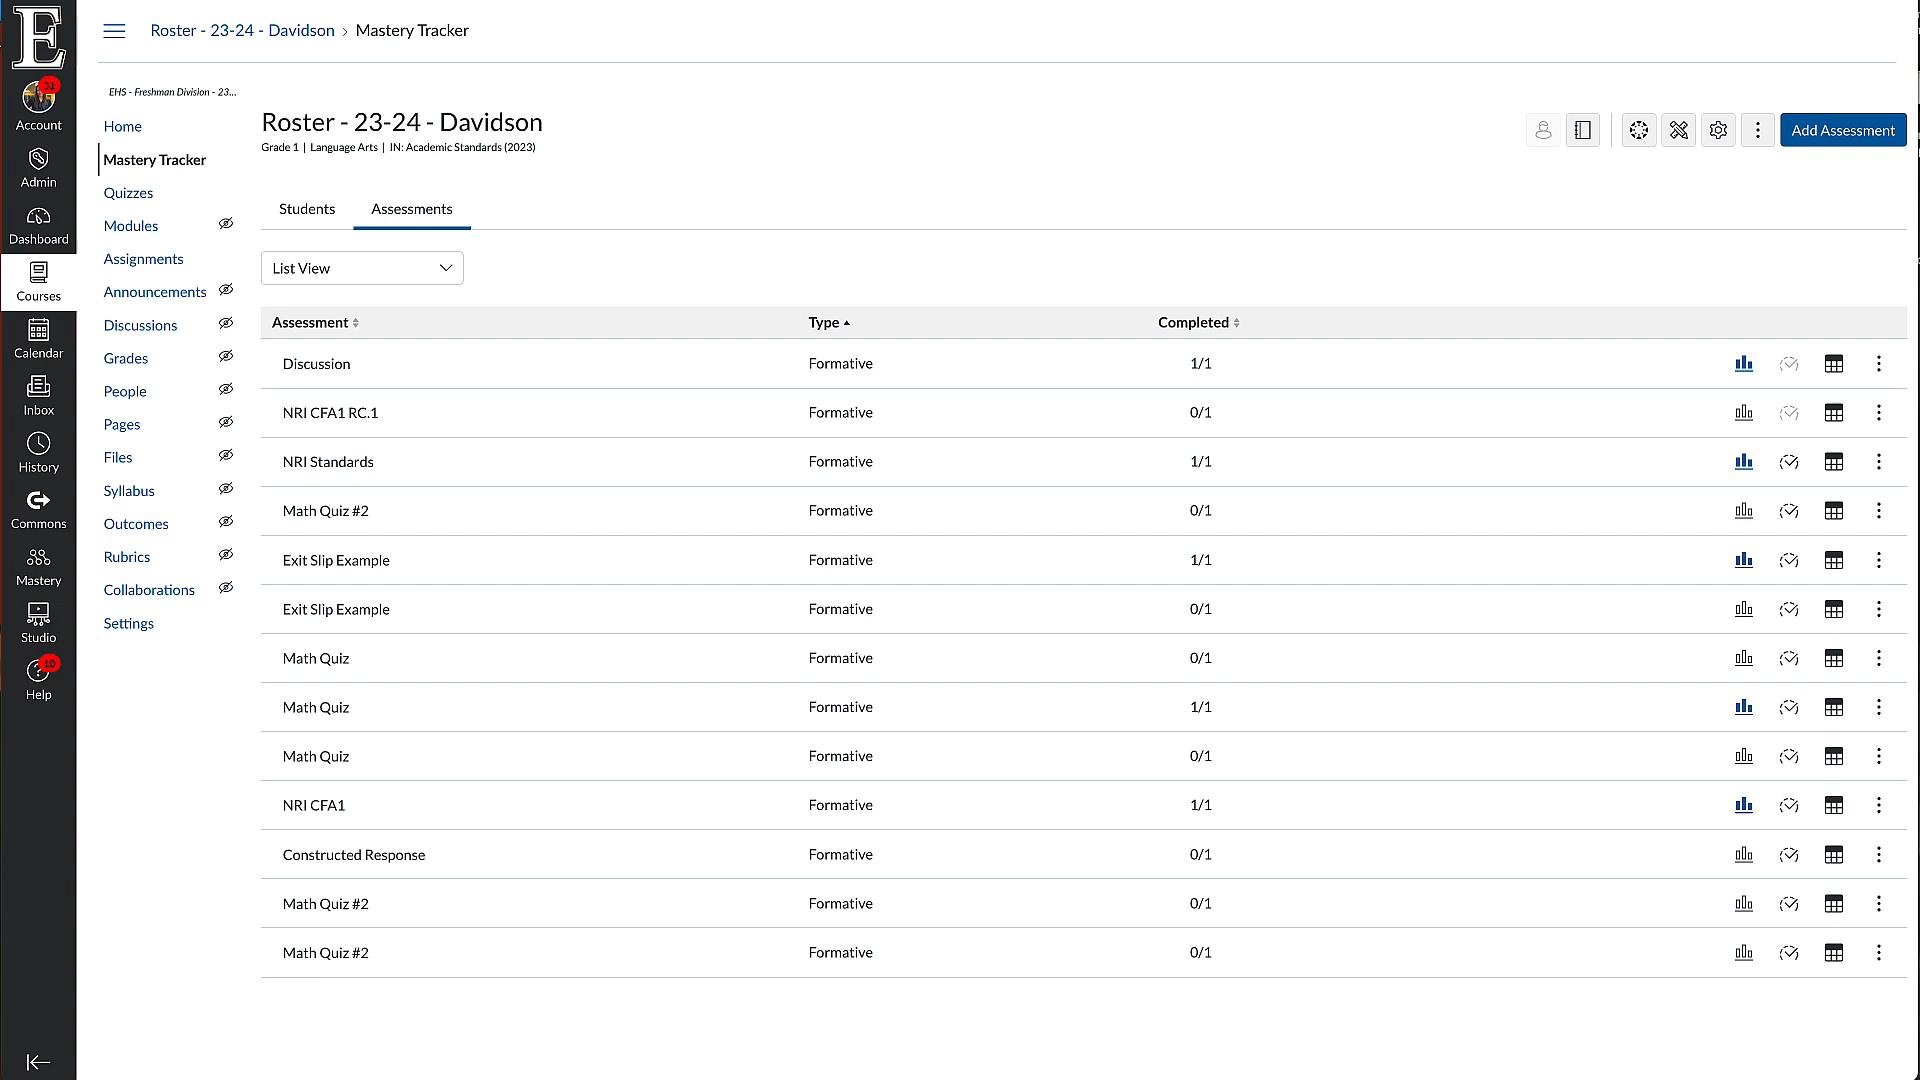 E
Roster - 23-24 - Davidson › Mastery Tracker
31
Account
Admin
Dashboard
Courses
Calendar
Inbox
History
Commons
Mastery
Studio
10
Help
EHS - Freshman Division - 23...
Home
Mastery Tracker
Quizzes
Modules
Assignments
Announcements
Discussions
Grades
People
Pages
Files
Syllabus
Outcomes
Rubrics
Collaborations
Settings
Roster - 23-24 - Davidson
Grade 1 | Language Arts | IN: Academic Standards (2023)
Add Assessment
Students Assessments
List View
Assessment Type Completed
Discussion Formative 1/1
NRI CFA1 RC.1 Formative 0/1
NRI Standards Formative 1/1
Math Quiz #2 Formative 0/1
Exit Slip Example Formative 1/1
Exit Slip Example Formative 0/1
Math Quiz Formative 0/1
Math Quiz Formative 1/1
Math Quiz Formative 0/1
NRI CFA1 Formative 1/1
Constructed Response Formative 0/1
Math Quiz #2 Formative 0/1
Math Quiz #2 Formative 0/1